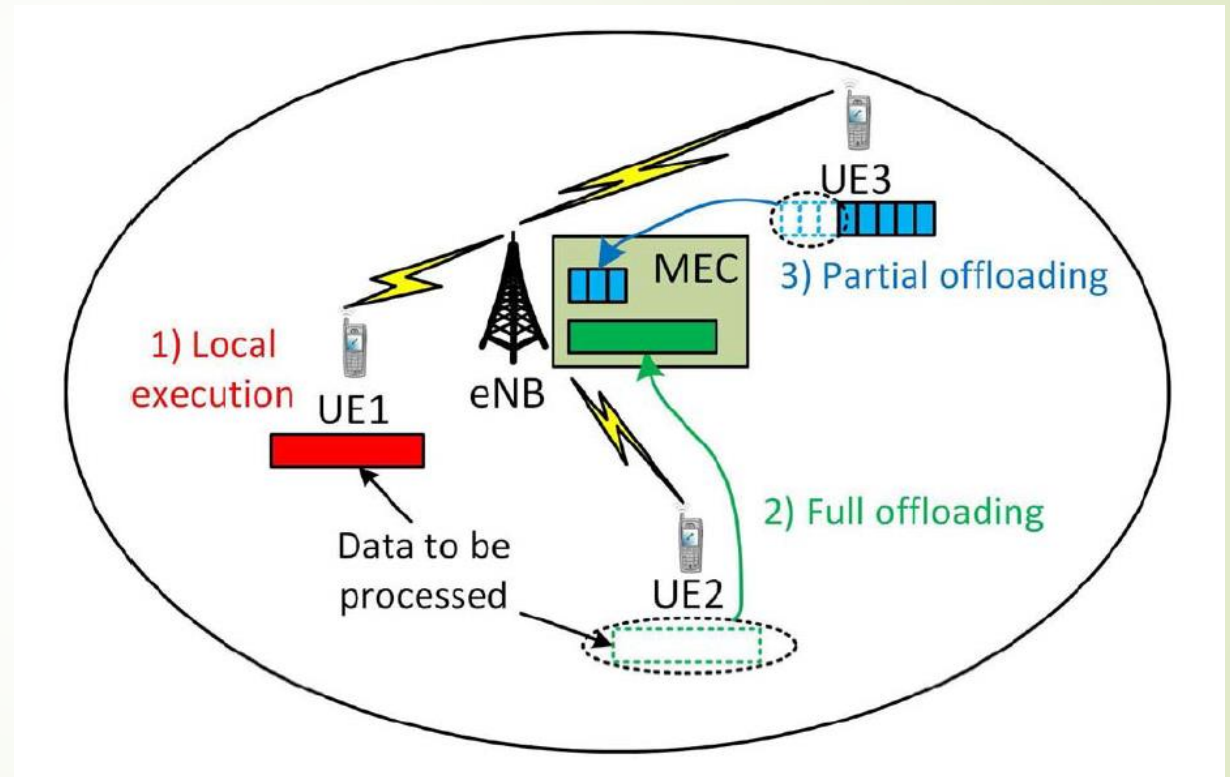 UE3
MEC
3) Partial offloading
1) Local
execution
UE1
eNB
2) Full offloading
Data to be
processed
UE2